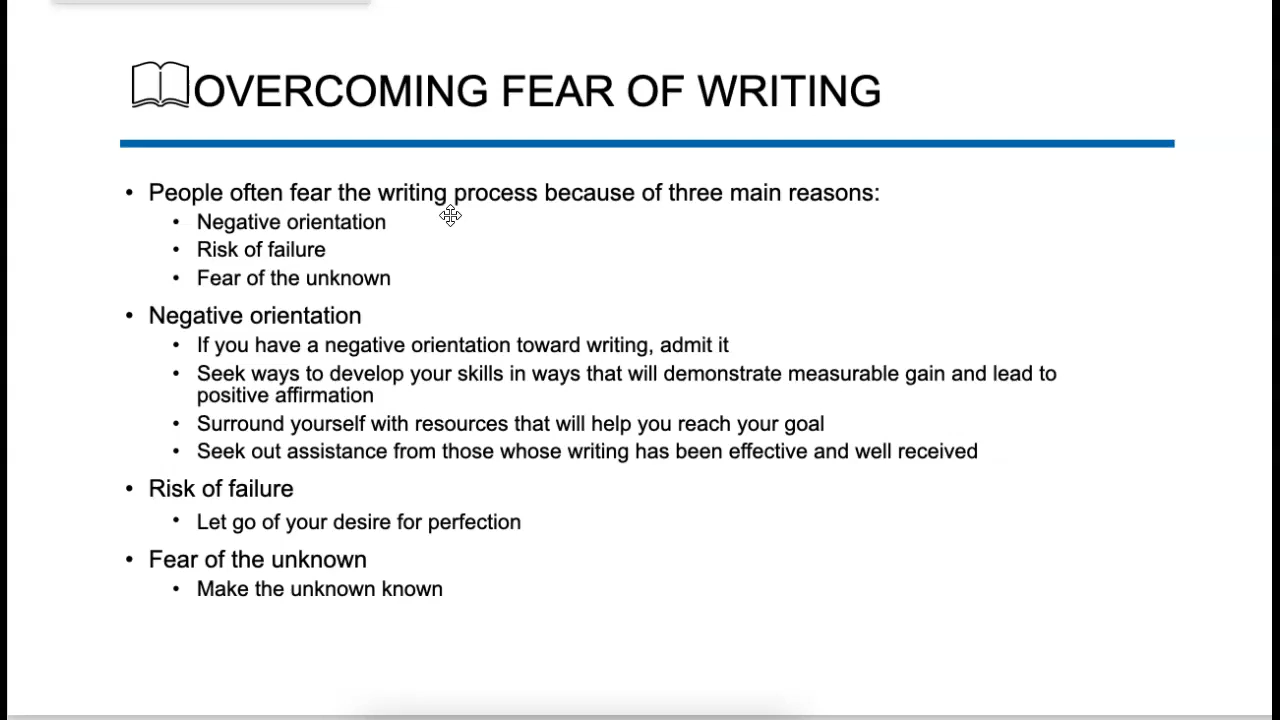 OVERCOMING FEAR OF WRITING
• People often fear the writing process because of three main reasons:
• Negative orientation
• Risk of failure
• Fear of the unknown
• Negative orientation
• If you have a negative orientation toward writing, admit it
• Seek ways to develop your skills in ways that will demonstrate measurable gain and lead to
positive affirmation
• Surround yourself with resources that will help you reach your goal
• Seek out assistance from those whose writing has been effective and well received
• Risk of failure
• Let go of your desire for perfection
• Fear of the unknown
• Make the unknown known